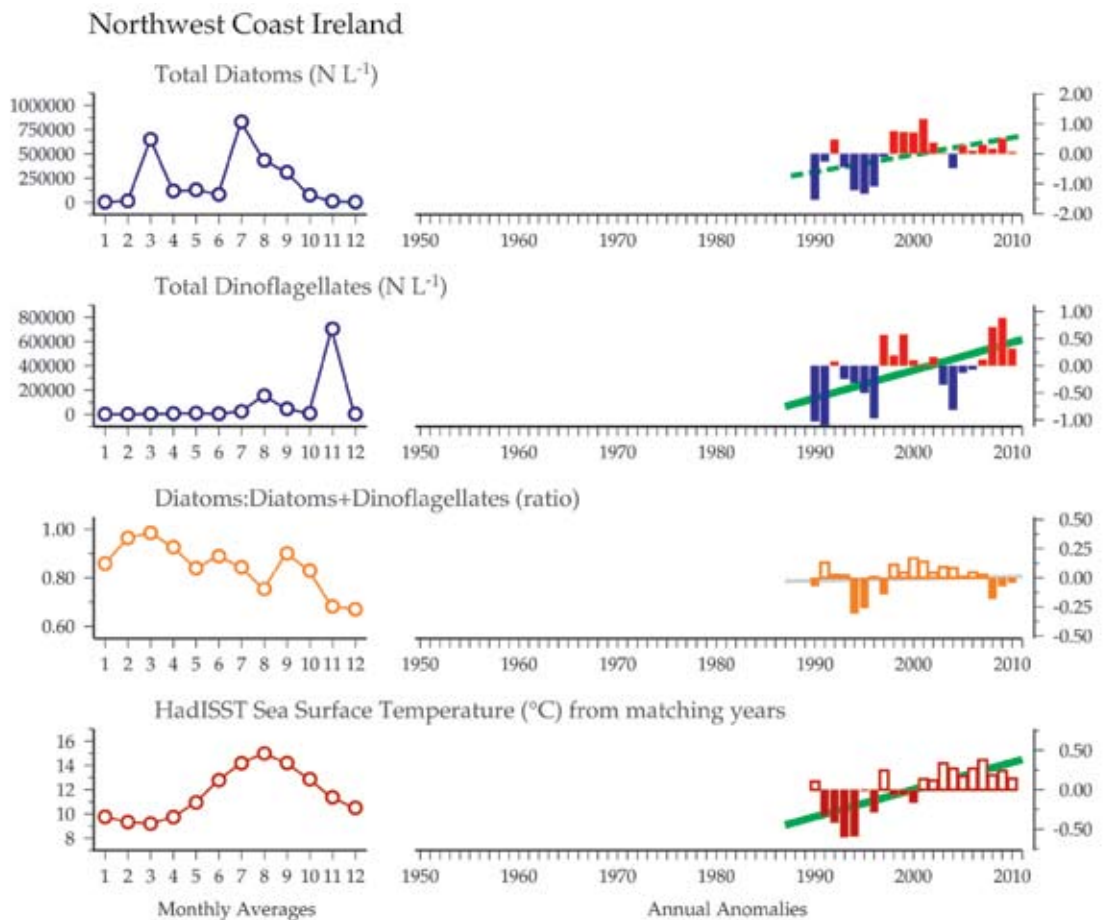 Northwest Coast Ireland
Total Diatoms (N L⁻¹)
1000000
750000
500000
250000
0
1 2 3 4 5 6 7 8 9 10 11 12
1950 1960 1970 1980 1990 2000 2010
2.00
1.00
0.00
-1.00
-2.00
Total Dinoflagellates (N L⁻¹)
800000
600000
400000
200000
0
1 2 3 4 5 6 7 8 9 10 11 12
1950 1960 1970 1980 1990 2000 2010
1.00
0.50
0.00
-0.50
-1.00
Diatoms:Diatoms+Dinoflagellates (ratio)
1.00
0.80
0.60
1 2 3 4 5 6 7 8 9 10 11 12
1950 1960 1970 1980 1990 2000 2010
0.50
0.25
0.00
-0.25
-0.50
HadISST Sea Surface Temperature (°C) from matching years
16
14
12
10
8
1 2 3 4 5 6 7 8 9 10 11 12
1950 1960 1970 1980 1990 2000 2010
0.50
0.00
-0.50
Monthly Averages
Annual Anomalies